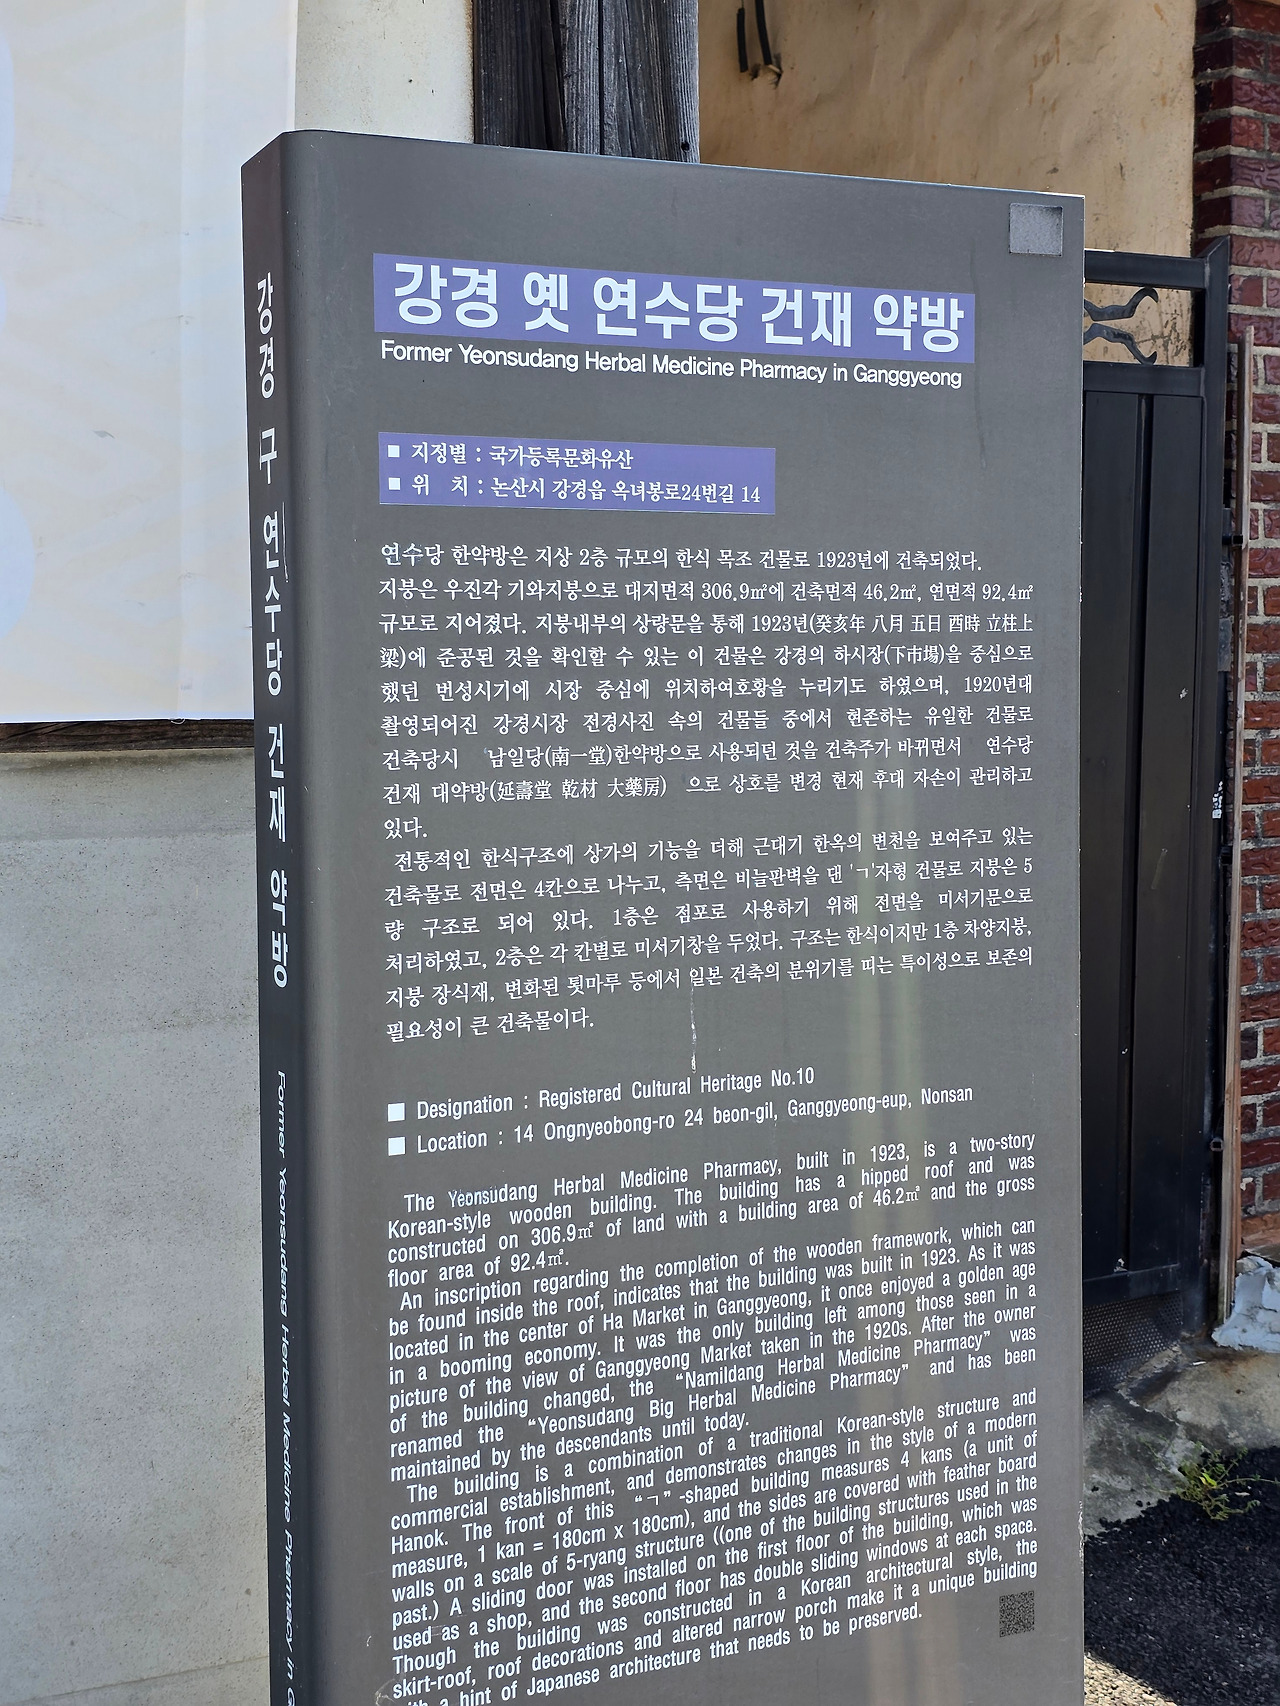 강경 옛 연수당 건재 약방
Former Yeonsudang Herbal Medicine Pharmacy in Ganggyeong
■ 지정별 : 국가등록문화유산
■ 위 치 : 논산시 강경읍 옥녀봉로24번길 14
연수당 한약방은 지상 2층 규모의 한식 목조 건물로 1923년에 건축되었다.
지붕은 우진각 기와지붕으로 대지면적 306.9㎡에 건축면적 46.2㎡, 연면적 92.4㎡
규모로 지어졌다. 지붕내부의 상량문을 통해 1923년(癸亥年 八月 五日 酉時 立柱上
梁)에 준공된 것을 확인할 수 있는 이 건물은 강경의 하시장(下市場)을 중심으로
했던 번성시기에 시장 중심에 위치하여호황을 누리기도 하였으며, 1920년대
촬영되어진 강경시장 전경사진 속의 건물들 중에서 현존하는 유일한 건물로
건축당시 '남일당(南一堂)한약방으로 사용되던 것을 건축주가 바뀌면서 연수당
건재 대약방(延壽堂 乾材 大藥房) 으로 상호를 변경 현재 후대 자손이 관리하고
있다.
전통적인 한식구조에 상가의 기능을 더해 근대기 한옥의 변천을 보여주고 있는
건축물로 전면은 4칸으로 나누고, 측면은 비늘판벽을 댄 'ㄱ'자형 건물로 지붕은 5
량 구조로 되어 있다. 1층은 점포로 사용하기 위해 전면을 미서기문으로
처리하였고, 2층은 각 칸별로 미서기창을 두었다. 구조는 한식이지만 1층 차양지붕,
지붕 장식재, 변화된 툇마루 등에서 일본 건축의 분위기를 띠는 특이성으로 보존의
필요성이 큰 건축물이다.
■ Designation : Registered Cultural Heritage No.10
■ Location : 14 Ongnyeobong-ro 24 beon-gil, Ganggyeong-eup, Nonsan
The Yeonsudang Herbal Medicine Pharmacy, built in 1923, is a two-story
Korean-style wooden building. The building has a hipped roof and was
constructed on 306.9㎡ of land with a building area of 46.2㎡ and the gross
floor area of 92.4㎡.
An inscription regarding the completion of the wooden framework, which can
be found inside the roof, indicates that the building was built in 1923. As it was
located in the center of Ha Market in Ganggyeong, it once enjoyed a golden age
in a booming economy. It was the only building left among those seen in a
picture of the view of Ganggyeong Market taken in the 1920s. After the owner
of the building changed, the “Namildang Herbal Medicine Pharmacy” was
renamed the “Yeonsudang Big Herbal Medicine Pharmacy” and has been
maintained by the descendants until today.
The building is a combination of a traditional Korean-style structure and
commercial establishment, and demonstrates changes in the style of a modern
Hanok. The front of this “ㄱ”-shaped building measures 4 kans (a unit of
measure, 1 kan = 180cm x 180cm), and the sides are covered with feather board
walls on a scale of 5-ryang structure ((one of the building structures used in the
past.) A sliding door was installed on the first floor of the building, which was
used as a shop, and the second floor has double sliding windows at each space.
Though the building was constructed in a Korean architectural style, the
skirt-roof, roof decorations and altered narrow porch make it a unique building
with a hint of Japanese architecture that needs to be preserved.
강경 구 연수당 건재 약방
Former Yeonsudang Herbal Medicine Pharmacy in G